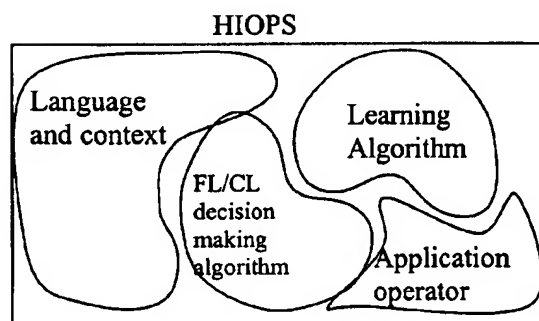 HIOPS
Language
and context
Learning
Algorithm
FL/CL
decision
making
algorithm
Application
operator